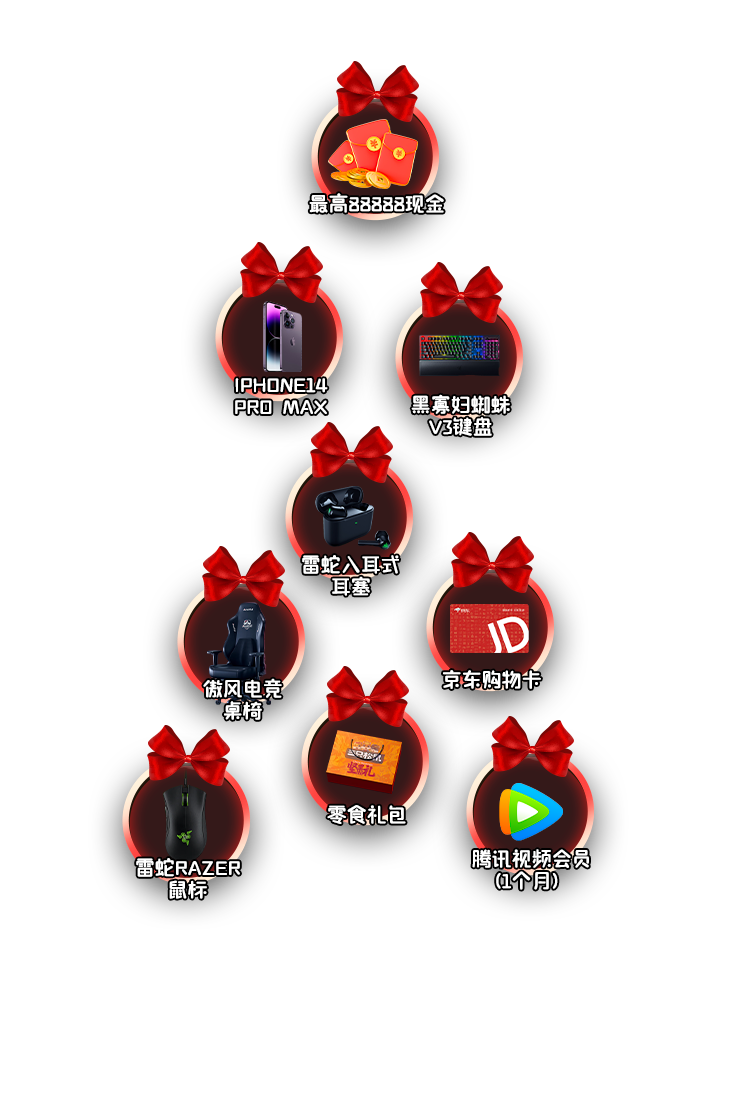 最高88888现金
IPHONE14
PRO MAX
黑寡妇蜘蛛
V3键盘
雷蛇入耳式
耳塞
傲风电竞
桌椅
JD
京东购物卡
零食礼包
雷蛇RAZER
鼠标
腾讯视频会员
(1个月)